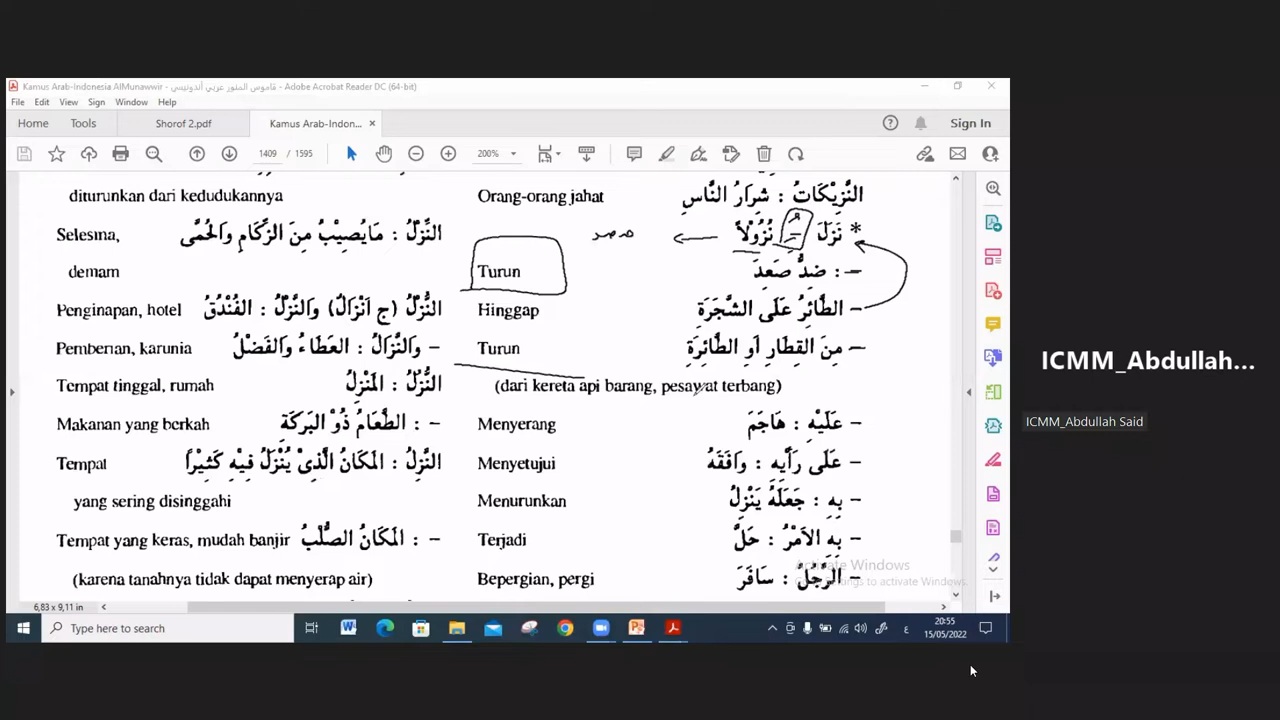 Kamus Arab-Indonesia AlMunawwir - قاموس المنور عربي أندونيسي - Adobe Acrobat Reader DC (64-bit)
File Edit View Sign Window Help
Home Tools Shorof 2.pdf Kamus Arab-Indon... × Sign In
1409 / 1595 200%
النَّزِيْكَاتُ : شِرَارُ النَّاسِ Orang-orang jahat
* نَزَلَ - نُزُوْلاً
مصدر
- : ضِدُّ صَعِدَ Turun
- الطَّائِرُ عَلَى الشَّجَرَةِ Hinggap
- مِنَ القِطَارِ أَوِ الطَّائِرَةِ Turun
(dari kereta api barang, pesawat terbang)
- عَلَيْهِ : هَاجَمَ Menyerang
- عَلَى رَأْيِهِ : وَافَقَهُ Menyetujui
- بِهِ : جَعَلَهُ يَنْزِلُ Menurunkan
- بِهِ الاَمْرُ : حَلَّ Terjadi
- الرَّجُلُ : سَافَرَ Bepergian, pergi
diturunkan dari kedudukannya
النَّزْلُ : مَايُصِيْبُ مِنَ الزُّكَامِ وَالحُمَّى Selesma,
demam
النُّزُلُ (ج اَنْزَالٌ) وَالنُّزْلُ : الفُنْدُقُ Penginapan, hotel
- وَالنُّزَالُ : العَطَاءُ وَالفَضْلُ Pemberian, karunia
النُّزُلُ : المَنْزِلُ Tempat tinggal, rumah
- : الطَّعَامُ ذُوْ البَرَكَةِ Makanan yang berkah
النَّزِلُ : المَكَانُ الَّذِىْ يُنْزَلُ فِيْهِ كَثِيْرًا Tempat
yang sering disinggahi
- : المَكَانُ الصُّلْبُ Tempat yang keras, mudah banjir
(karena tanahnya tidak dapat menyerap air)
Activate Windows
6,83 x 9,11 in
Type here to search
20:55
15/05/2022
ICMM_Abdullah...
ICMM_Abdullah Said